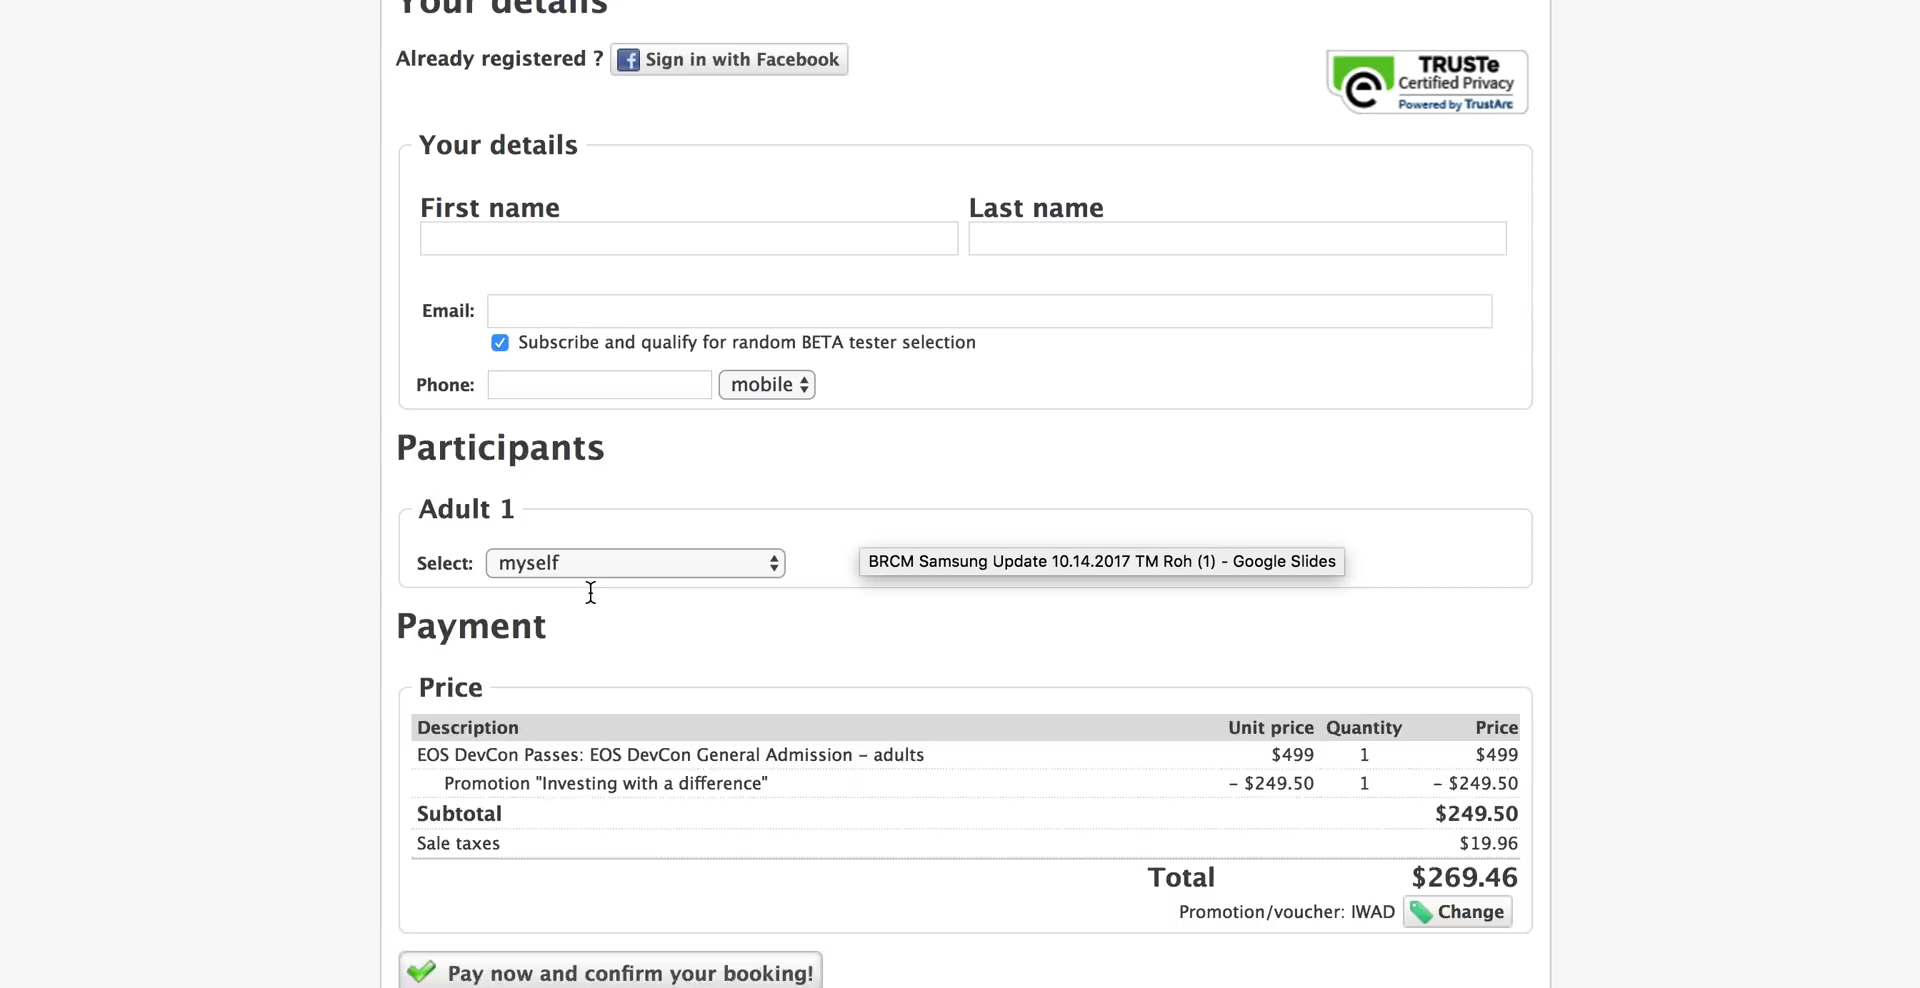 Your details
Already registered ? Sign in with Facebook
TRUSTe
Certified Privacy
Powered by TrustArc
Your details
First name Last name
Email:
Subscribe and qualify for random BETA tester selection
Phone: mobile
Participants
Adult 1
Select: myself
BRCM Samsung Update 10.14.2017 TM Roh (1) - Google Slides
Payment
Price
Description Unit price Quantity Price
EOS DevCon Passes: EOS DevCon General Admission – adults $499 1 $499
Promotion "Investing with a difference" – $249.50 1 – $249.50
Subtotal $249.50
Sale taxes $19.96
Total $269.46
Promotion/voucher: IWAD Change
Pay now and confirm your booking!